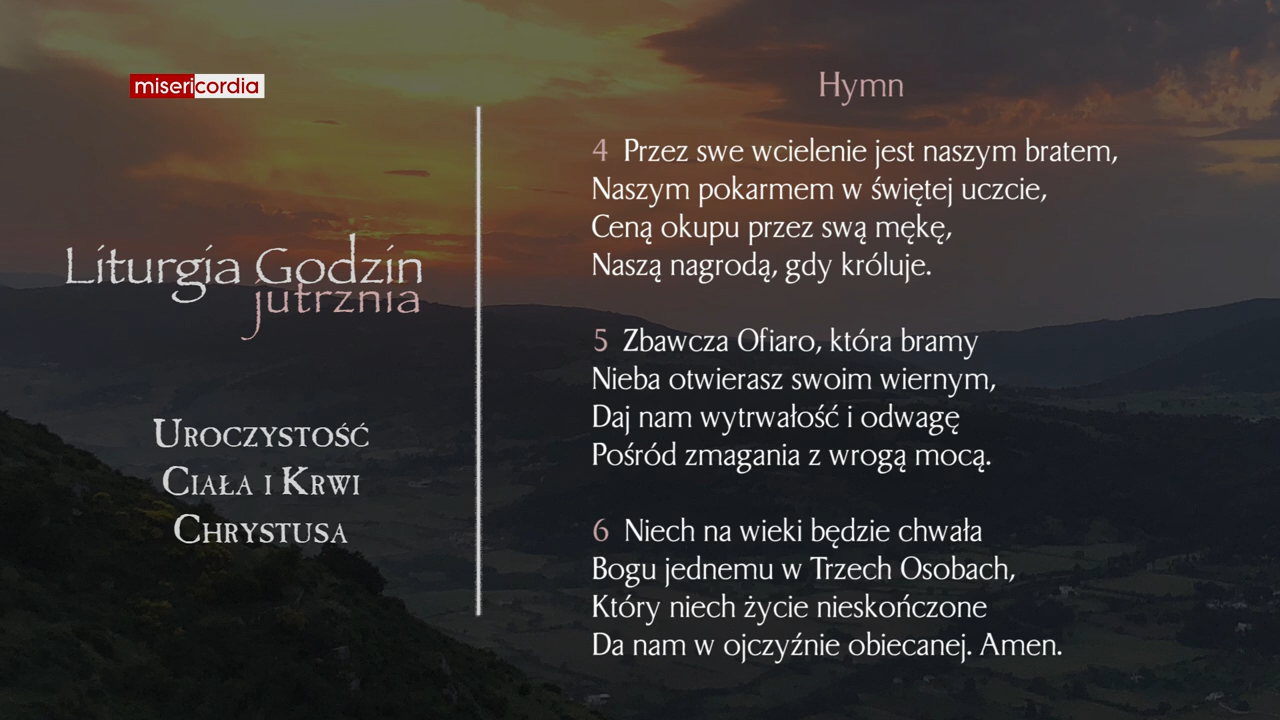 misericordia
Liturgia Godzin
jutrznia
Uroczystość
Ciała i Krwi
Chrystusa
Hymn
4 Przez swe wcielenie jest naszym bratem,
Naszym pokarmem w świętej uczcie,
Ceną okupu przez swą mękę,
Naszą nagrodą, gdy króluje.
5 Zbawcza Ofiaro, która bramy
Nieba otwierasz swoim wiernym,
Daj nam wytrwałość i odwagę
Pośród zmagania z wrogą mocą.
6 Niech na wieki będzie chwała
Bogu jednemu w Trzech Osobach,
Który niech życie nieskończone
Da nam w ojczyźnie obiecanej. Amen.